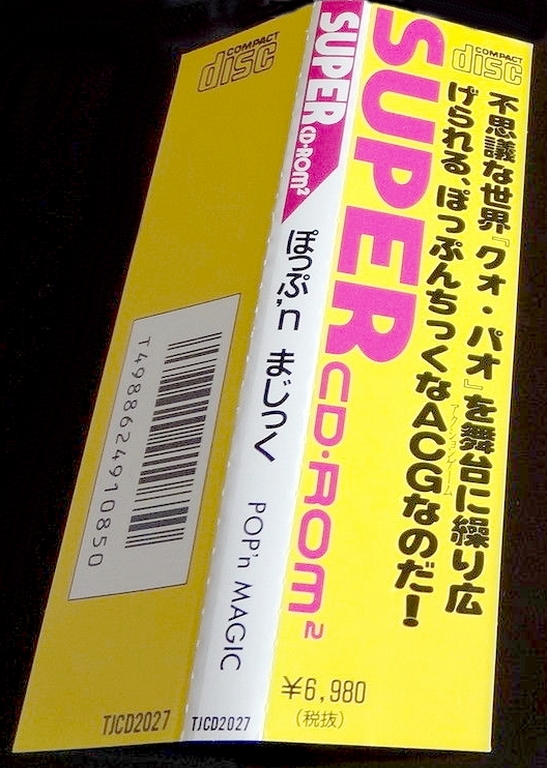 COMPACT
disc
T4988624910850
TJCD2027
SUPER
CD-ROM²
ぽっぷ'n まじっく
POP'n MAGIC
TJCD2027
COMPACT
disc
SUPER
CD・ROM²
不思議な世界『クォ・パオ』を舞台に繰り広
げられる、ぽっぷんちっくなACGなのだ！
アクションゲーム
¥6,980
(税抜)